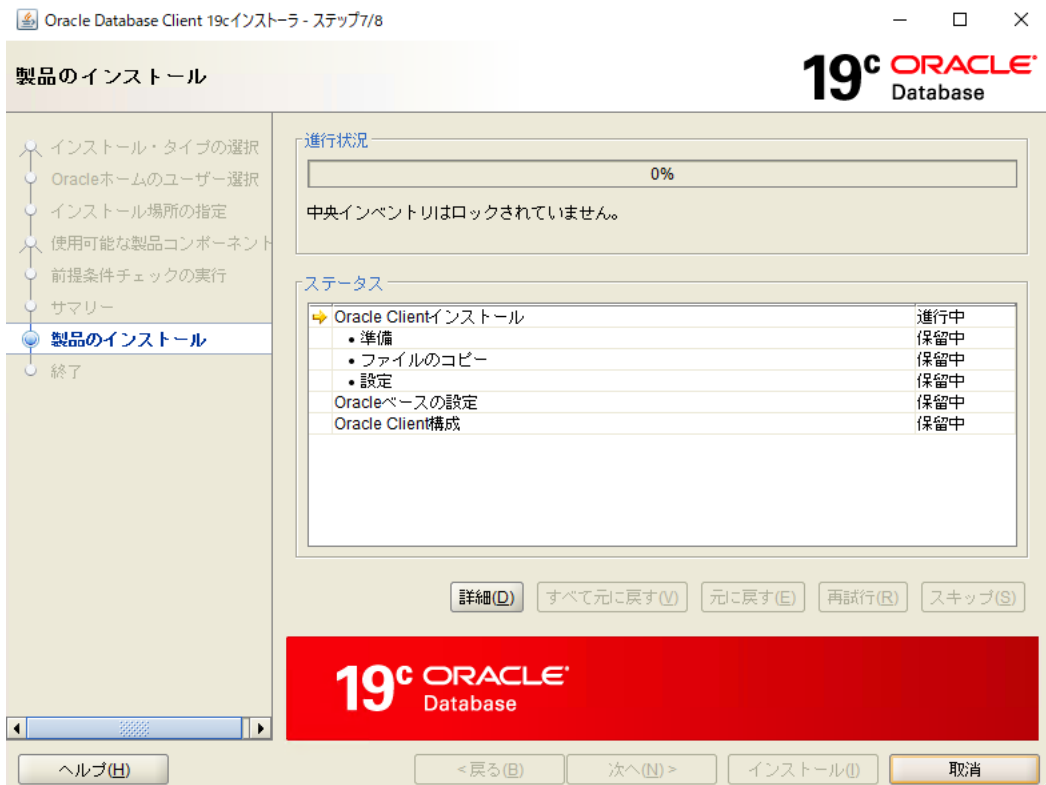 Oracle Database Client 19cインストーラ - ステップ7/8
製品のインストール
19c ORACLE Database
インストール・タイプの選択
Oracleホームのユーザー選択
インストール場所の指定
使用可能な製品コンポーネント
前提条件チェックの実行
サマリー
製品のインストール
終了
進行状況
0%
中央インベントリはロックされていません。
ステータス
Oracle Clientインストール 進行中
• 準備 保留中
• ファイルのコピー 保留中
• 設定 保留中
Oracleベースの設定 保留中
Oracle Client構成 保留中
詳細(D) すべて元に戻す(V) 元に戻す(E) 再試行(R) スキップ(S)
19c ORACLE Database
ヘルプ(H) <戻る(B) 次へ(N)> インストール(I) 取消